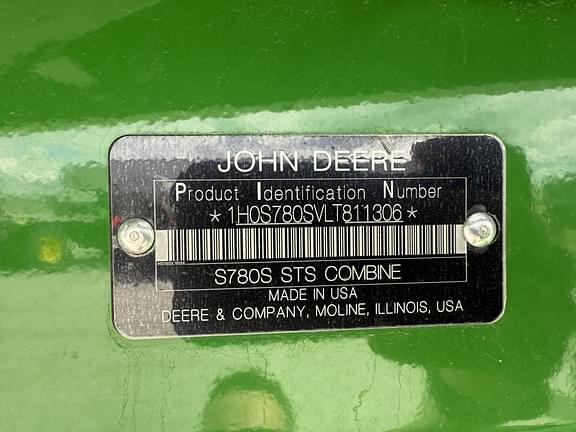 JOHN DEERE
Product Identification Number
*1H0S780SVLT811306*
S780S STS COMBINE
MADE IN USA
DEERE & COMPANY, MOLINE, ILLINOIS, USA